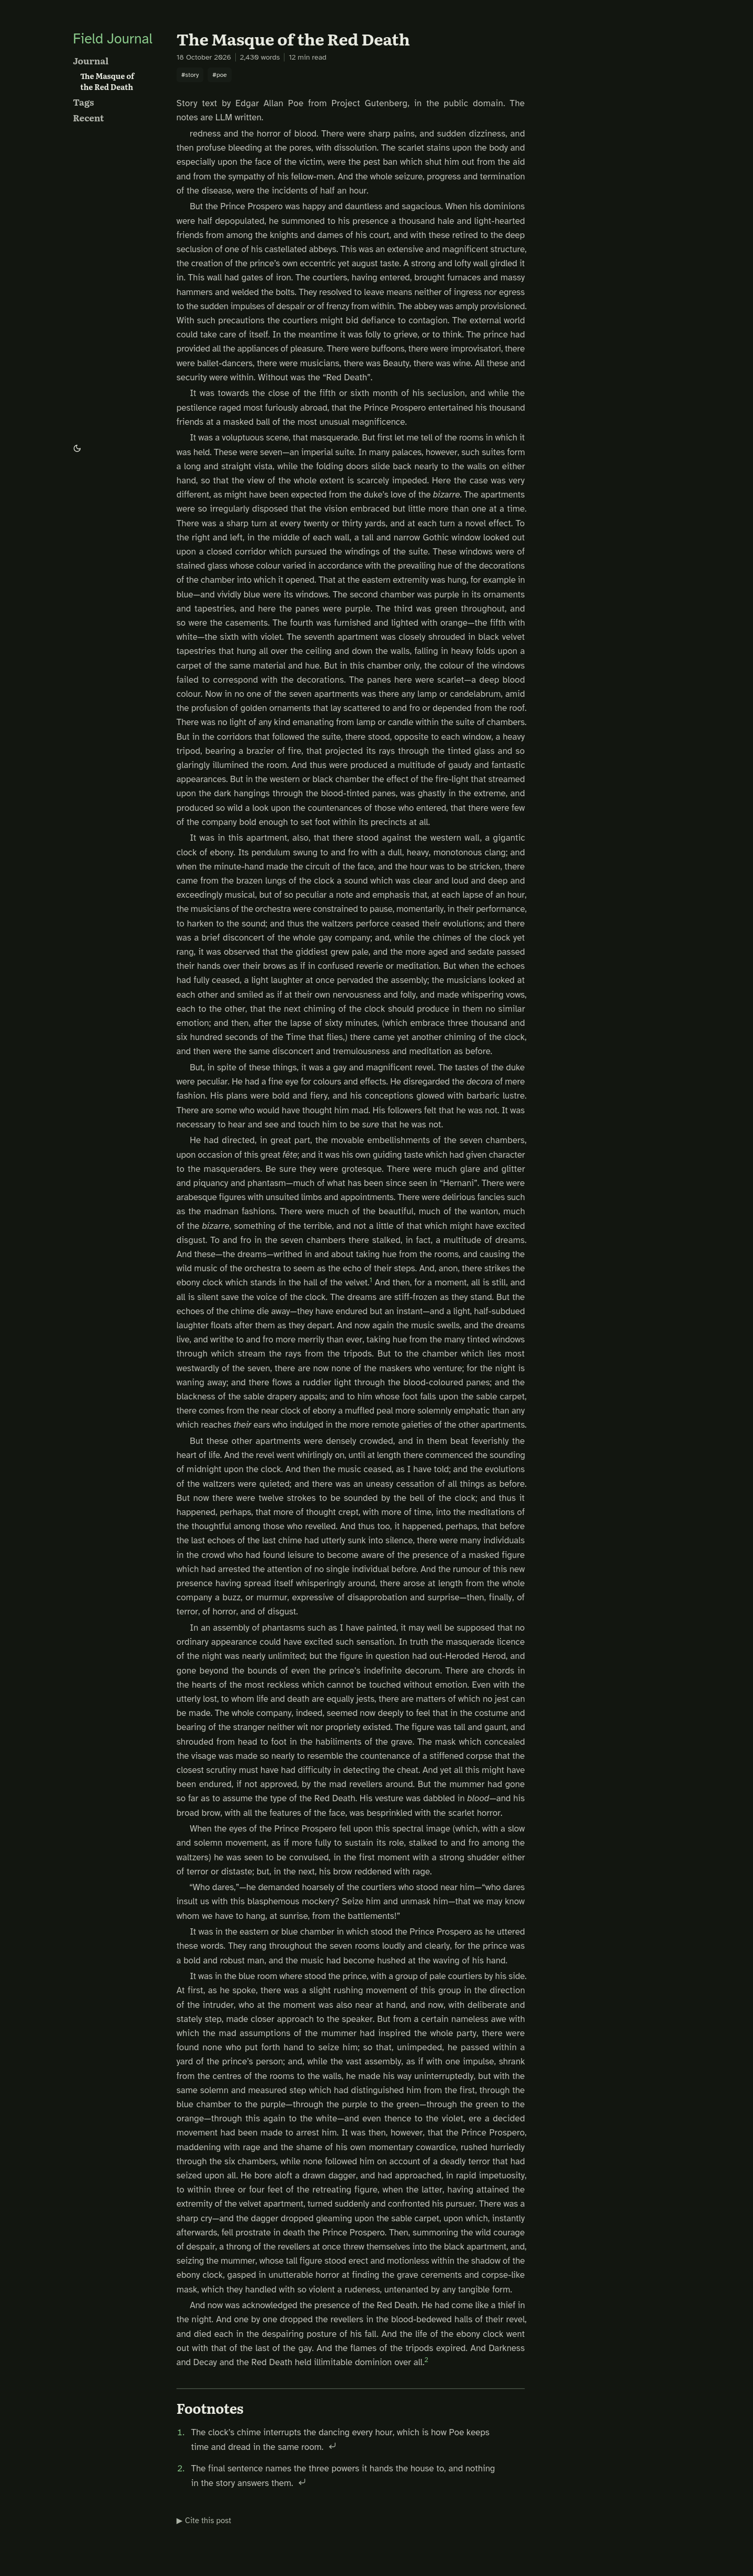 Field Journal
Journal
The Masque of
the Red Death
Tags
Recent
The Masque of the Red Death
18 October 2026 | 2,430 words | 12 min read
#story #poe
Story text by Edgar Allan Poe from Project Gutenberg, in the public domain. The
notes are LLM written.
redness and the horror of blood. There were sharp pains, and sudden dizziness, and
then profuse bleeding at the pores, with dissolution. The scarlet stains upon the body and
especially upon the face of the victim, were the pest ban which shut him out from the aid
and from the sympathy of his fellow-men. And the whole seizure, progress and termination
of the disease, were the incidents of half an hour.
But the Prince Prospero was happy and dauntless and sagacious. When his dominions
were half depopulated, he summoned to his presence a thousand hale and light-hearted
friends from among the knights and dames of his court, and with these retired to the deep
seclusion of one of his castellated abbeys. This was an extensive and magnificent structure,
the creation of the prince's own eccentric yet august taste. A strong and lofty wall girdled it
in. This wall had gates of iron. The courtiers, having entered, brought furnaces and massy
hammers and welded the bolts. They resolved to leave means neither of ingress nor egress
to the sudden impulses of despair or of frenzy from within. The abbey was amply provisioned.
With such precautions the courtiers might bid defiance to contagion. The external world
could take care of itself. In the meantime it was folly to grieve, or to think. The prince had
provided all the appliances of pleasure. There were buffoons, there were improvisatori, there
were ballet-dancers, there were musicians, there was Beauty, there was wine. All these and
security were within. Without was the “Red Death”.
It was towards the close of the fifth or sixth month of his seclusion, and while the
pestilence raged most furiously abroad, that the Prince Prospero entertained his thousand
friends at a masked ball of the most unusual magnificence.
It was a voluptuous scene, that masquerade. But first let me tell of the rooms in which it
was held. These were seven—an imperial suite. In many palaces, however, such suites form
a long and straight vista, while the folding doors slide back nearly to the walls on either
hand, so that the view of the whole extent is scarcely impeded. Here the case was very
different, as might have been expected from the duke's love of the bizarre. The apartments
were so irregularly disposed that the vision embraced but little more than one at a time.
There was a sharp turn at every twenty or thirty yards, and at each turn a novel effect. To
the right and left, in the middle of each wall, a tall and narrow Gothic window looked out
upon a closed corridor which pursued the windings of the suite. These windows were of
stained glass whose colour varied in accordance with the prevailing hue of the decorations
of the chamber into which it opened. That at the eastern extremity was hung, for example in
blue—and vividly blue were its windows. The second chamber was purple in its ornaments
and tapestries, and here the panes were purple. The third was green throughout, and
so were the casements. The fourth was furnished and lighted with orange—the fifth with
white—the sixth with violet. The seventh apartment was closely shrouded in black velvet
tapestries that hung all over the ceiling and down the walls, falling in heavy folds upon a
carpet of the same material and hue. But in this chamber only, the colour of the windows
failed to correspond with the decorations. The panes here were scarlet—a deep blood
colour. Now in no one of the seven apartments was there any lamp or candelabrum, amid
the profusion of golden ornaments that lay scattered to and fro or depended from the roof.
There was no light of any kind emanating from lamp or candle within the suite of chambers.
But in the corridors that followed the suite, there stood, opposite to each window, a heavy
tripod, bearing a brazier of fire, that projected its rays through the tinted glass and so
glaringly illumined the room. And thus were produced a multitude of gaudy and fantastic
appearances. But in the western or black chamber the effect of the fire-light that streamed
upon the dark hangings through the blood-tinted panes, was ghastly in the extreme, and
produced so wild a look upon the countenances of those who entered, that there were few
of the company bold enough to set foot within its precincts at all.
It was in this apartment, also, that there stood against the western wall, a gigantic
clock of ebony. Its pendulum swung to and fro with a dull, heavy, monotonous clang; and
when the minute-hand made the circuit of the face, and the hour was to be stricken, there
came from the brazen lungs of the clock a sound which was clear and loud and deep and
exceedingly musical, but of so peculiar a note and emphasis that, at each lapse of an hour,
the musicians of the orchestra were constrained to pause, momentarily, in their performance,
to harken to the sound; and thus the waltzers perforce ceased their evolutions; and there
was a brief disconcert of the whole gay company; and, while the chimes of the clock yet
rang, it was observed that the giddiest grew pale, and the more aged and sedate passed
their hands over their brows as if in confused reverie or meditation. But when the echoes
had fully ceased, a light laughter at once pervaded the assembly; the musicians looked at
each other and smiled as if at their own nervousness and folly, and made whispering vows,
each to the other, that the next chiming of the clock should produce in them no similar
emotion; and then, after the lapse of sixty minutes, (which embrace three thousand and
six hundred seconds of the Time that flies,) there came yet another chiming of the clock,
and then were the same disconcert and tremulousness and meditation as before.
But, in spite of these things, it was a gay and magnificent revel. The tastes of the duke
were peculiar. He had a fine eye for colours and effects. He disregarded the decora of mere
fashion. His plans were bold and fiery, and his conceptions glowed with barbaric lustre.
There are some who would have thought him mad. His followers felt that he was not. It was
necessary to hear and see and touch him to be sure that he was not.
He had directed, in great part, the movable embellishments of the seven chambers,
upon occasion of this great fête; and it was his own guiding taste which had given character
to the masqueraders. Be sure they were grotesque. There were much glare and glitter
and piquancy and phantasm—much of what has been since seen in “Hernani”. There were
arabesque figures with unsuited limbs and appointments. There were delirious fancies such
as the madman fashions. There were much of the beautiful, much of the wanton, much
of the bizarre, something of the terrible, and not a little of that which might have excited
disgust. To and fro in the seven chambers there stalked, in fact, a multitude of dreams.
And these—the dreams—writhed in and about taking hue from the rooms, and causing the
wild music of the orchestra to seem as the echo of their steps. And, anon, there strikes the
ebony clock which stands in the hall of the velvet.1 And then, for a moment, all is still, and
all is silent save the voice of the clock. The dreams are stiff-frozen as they stand. But the
echoes of the chime die away—they have endured but an instant—and a light, half-subdued
laughter floats after them as they depart. And now again the music swells, and the dreams
live, and writhe to and fro more merrily than ever, taking hue from the many tinted windows
through which stream the rays from the tripods. But to the chamber which lies most
westwardly of the seven, there are now none of the maskers who venture; for the night is
waning away; and there flows a ruddier light through the blood-coloured panes; and the
blackness of the sable drapery appals; and to him whose foot falls upon the sable carpet,
there comes from the near clock of ebony a muffled peal more solemnly emphatic than any
which reaches their ears who indulged in the more remote gaieties of the other apartments.
But these other apartments were densely crowded, and in them beat feverishly the
heart of life. And the revel went whirlingly on, until at length there commenced the sounding
of midnight upon the clock. And then the music ceased, as I have told; and the evolutions
of the waltzers were quieted; and there was an uneasy cessation of all things as before.
But now there were twelve strokes to be sounded by the bell of the clock; and thus it
happened, perhaps, that more of thought crept, with more of time, into the meditations of
the thoughtful among those who revelled. And thus too, it happened, perhaps, that before
the last echoes of the last chime had utterly sunk into silence, there were many individuals
in the crowd who had found leisure to become aware of the presence of a masked figure
which had arrested the attention of no single individual before. And the rumour of this new
presence having spread itself whisperingly around, there arose at length from the whole
company a buzz, or murmur, expressive of disapprobation and surprise—then, finally, of
terror, of horror, and of disgust.
In an assembly of phantasms such as I have painted, it may well be supposed that no
ordinary appearance could have excited such sensation. In truth the masquerade licence
of the night was nearly unlimited; but the figure in question had out-Heroded Herod, and
gone beyond the bounds of even the prince's indefinite decorum. There are chords in
the hearts of the most reckless which cannot be touched without emotion. Even with the
utterly lost, to whom life and death are equally jests, there are matters of which no jest can
be made. The whole company, indeed, seemed now deeply to feel that in the costume and
bearing of the stranger neither wit nor propriety existed. The figure was tall and gaunt, and
shrouded from head to foot in the habiliments of the grave. The mask which concealed
the visage was made so nearly to resemble the countenance of a stiffened corpse that the
closest scrutiny must have had difficulty in detecting the cheat. And yet all this might have
been endured, if not approved, by the mad revellers around. But the mummer had gone
so far as to assume the type of the Red Death. His vesture was dabbled in blood—and his
broad brow, with all the features of the face, was besprinkled with the scarlet horror.
When the eyes of the Prince Prospero fell upon this spectral image (which, with a slow
and solemn movement, as if more fully to sustain its role, stalked to and fro among the
waltzers) he was seen to be convulsed, in the first moment with a strong shudder either
of terror or distaste; but, in the next, his brow reddened with rage.
“Who dares,”—he demanded hoarsely of the courtiers who stood near him—“who dares
insult us with this blasphemous mockery? Seize him and unmask him—that we may know
whom we have to hang, at sunrise, from the battlements!”
It was in the eastern or blue chamber in which stood the Prince Prospero as he uttered
these words. They rang throughout the seven rooms loudly and clearly, for the prince was
a bold and robust man, and the music had become hushed at the waving of his hand.
It was in the blue room where stood the prince, with a group of pale courtiers by his side.
At first, as he spoke, there was a slight rushing movement of this group in the direction
of the intruder, who at the moment was also near at hand, and now, with deliberate and
stately step, made closer approach to the speaker. But from a certain nameless awe with
which the mad assumptions of the mummer had inspired the whole party, there were
found none who put forth hand to seize him; so that, unimpeded, he passed within a
yard of the prince's person; and, while the vast assembly, as if with one impulse, shrank
from the centres of the rooms to the walls, he made his way uninterruptedly, but with the
same solemn and measured step which had distinguished him from the first, through the
blue chamber to the purple—through the purple to the green—through the green to the
orange—through this again to the white—and even thence to the violet, ere a decided
movement had been made to arrest him. It was then, however, that the Prince Prospero,
maddening with rage and the shame of his own momentary cowardice, rushed hurriedly
through the six chambers, while none followed him on account of a deadly terror that had
seized upon all. He bore aloft a drawn dagger, and had approached, in rapid impetuosity,
to within three or four feet of the retreating figure, when the latter, having attained the
extremity of the velvet apartment, turned suddenly and confronted his pursuer. There was a
sharp cry—and the dagger dropped gleaming upon the sable carpet, upon which, instantly
afterwards, fell prostrate in death the Prince Prospero. Then, summoning the wild courage
of despair, a throng of the revellers at once threw themselves into the black apartment, and,
seizing the mummer, whose tall figure stood erect and motionless within the shadow of the
ebony clock, gasped in unutterable horror at finding the grave cerements and corpse-like
mask, which they handled with so violent a rudeness, untenanted by any tangible form.
And now was acknowledged the presence of the Red Death. He had come like a thief in
the night. And one by one dropped the revellers in the blood-bedewed halls of their revel,
and died each in the despairing posture of his fall. And the life of the ebony clock went
out with that of the last of the gay. And the flames of the tripods expired. And Darkness
and Decay and the Red Death held illimitable dominion over all.2
Footnotes
1. The clock's chime interrupts the dancing every hour, which is how Poe keeps
time and dread in the same room. ↩
2. The final sentence names the three powers it hands the house to, and nothing
in the story answers them. ↩
▶ Cite this post